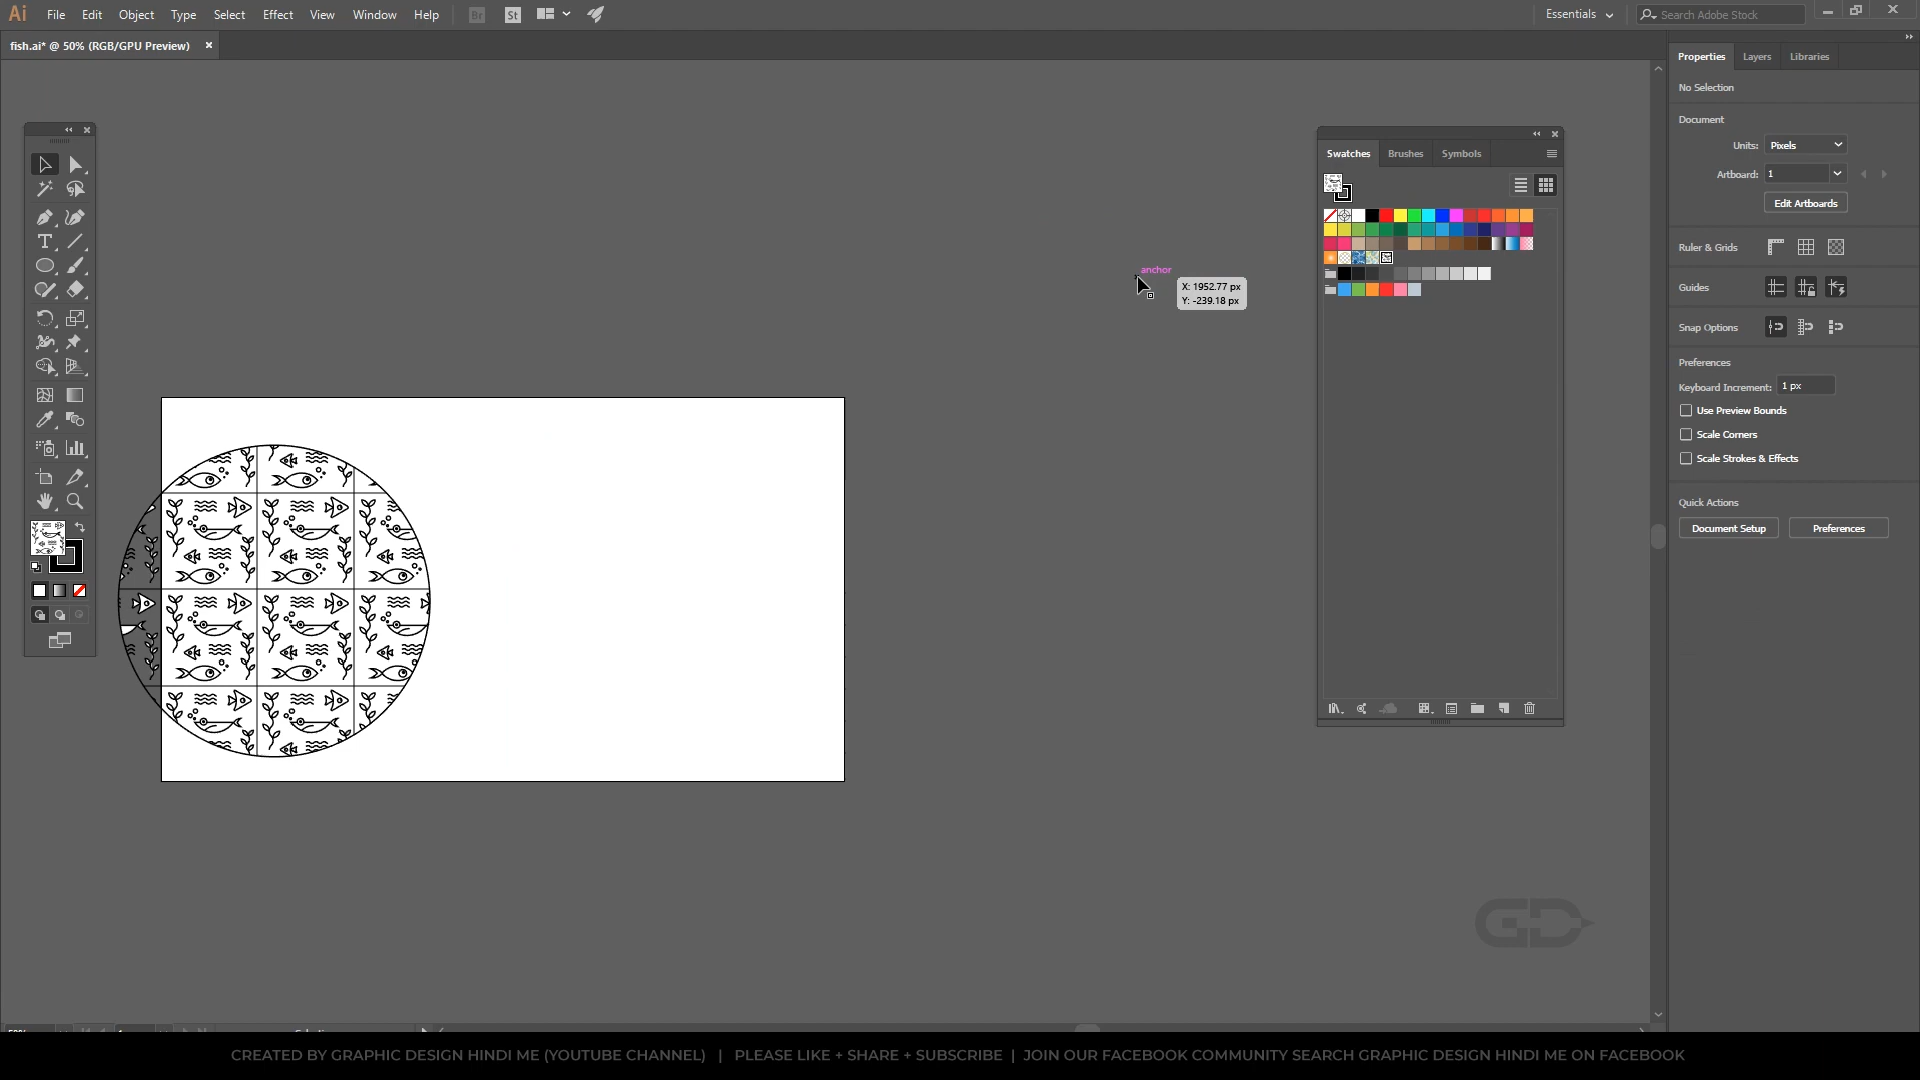 Ai File Edit Object Type Select Effect View Window Help Br St Essentials Search Adobe Stock
fish.ai* @ 50% (RGB/GPU Preview)
Properties Layers Libraries
No Selection
Document
Units: Pixels
Artboard: 1
Edit Artboards
Ruler & Grids
Guides
Snap Options
Preferences
Keyboard Increment: 1 px
Use Preview Bounds
Scale Corners
Scale Strokes & Effects
Quick Actions
Document Setup Preferences
Swatches Brushes Symbols
anchor
X: 1952.77 px
Y: -239.18 px
GD
CREATED BY GRAPHIC DESIGN HINDI ME (YOUTUBE CHANNEL) | PLEASE LIKE + SHARE + SUBSCRIBE | JOIN OUR FACEBOOK COMMUNITY SEARCH GRAPHIC DESIGN HINDI ME ON FACEBOOK